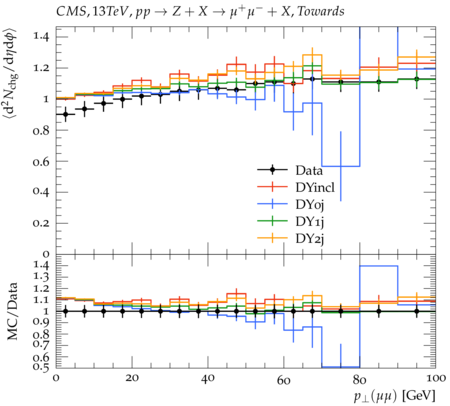 CMS, 13TeV, pp → Z + X → μ⁺μ⁻ + X, Towards
⟨d²N_chg/dηdϕ⟩
1.4
1.2
1
0.8
0.6
0.4
0.2
0
Data
DYincl
DY0j
DY1j
DY2j
MC/Data
1.4
1.3
1.2
1.1
1
0.9
0.8
0.7
0.6
0.5
0 20 40 60 80 100
p⊥(μμ) [GeV]